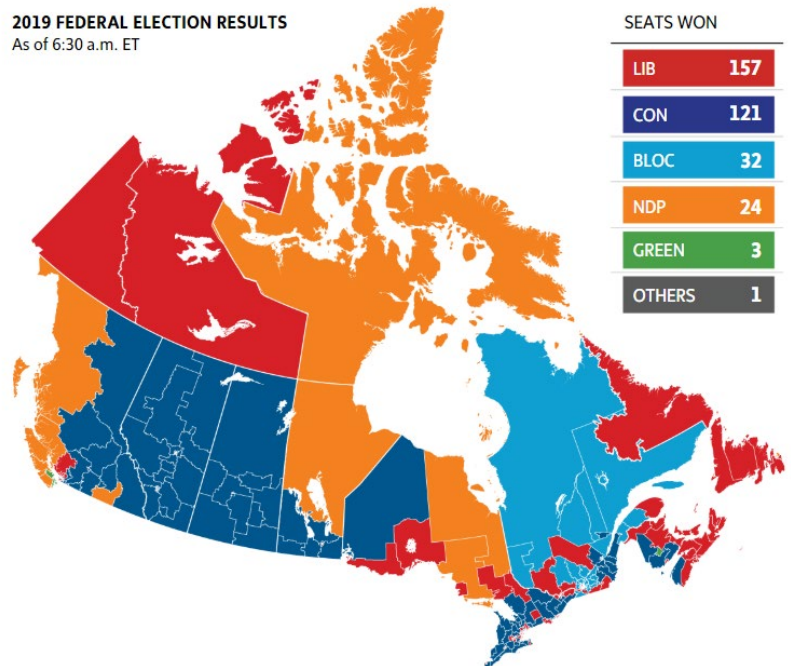 2019 FEDERAL ELECTION RESULTS
As of 6:30 a.m. ET
SEATS WON
LIB 157
CON 121
BLOC 32
NDP 24
GREEN 3
OTHERS 1